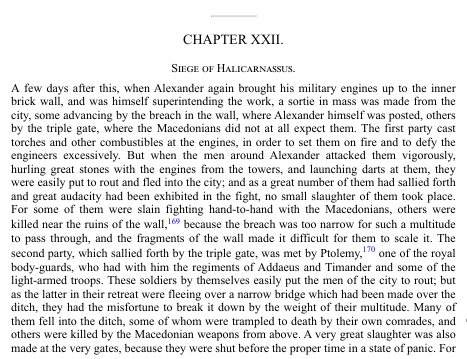 CHAPTER XXII.
Siege of Halicarnassus.
A few days after this, when Alexander again brought his military engines up to the inner
brick wall, and was himself superintending the work, a sortie in mass was made from the
city, some advancing by the breach in the wall, where Alexander himself was posted, others
by the triple gate, where the Macedonians did not at all expect them. The first party cast
torches and other combustibles at the engines, in order to set them on fire and to defy the
engineers excessively. But when the men around Alexander attacked them vigorously,
hurling great stones with the engines from the towers, and launching darts at them, they
were easily put to rout and fled into the city; and as a great number of them had sallied forth
and great audacity had been exhibited in the fight, no small slaughter of them took place.
For some of them were slain fighting hand-to-hand with the Macedonians, others were
killed near the ruins of the wall,169 because the breach was too narrow for such a multitude
to pass through, and the fragments of the wall made it difficult for them to scale it. The
second party, which sallied forth by the triple gate, was met by Ptolemy,170 one of the royal
body-guards, who had with him the regiments of Addaeus and Timander and some of the
light-armed troops. These soldiers by themselves easily put the men of the city to rout; but
as the latter in their retreat were fleeing over a narrow bridge which had been made over the
ditch, they had the misfortune to break it down by the weight of their multitude. Many of
them fell into the ditch, some of whom were trampled to death by their own comrades, and
others were killed by the Macedonian weapons from above. A very great slaughter was also
made at the very gates, because they were shut before the proper time in a state of panic. For